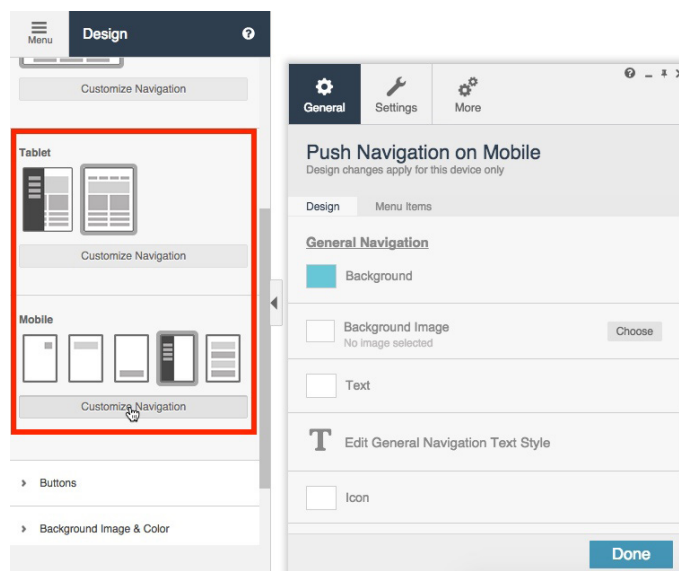 Menu
Design
Customize Navigation
Tablet
Customize Navigation
Mobile
Customize Navigation
Buttons
Background Image & Color
General
Settings
More
Push Navigation on Mobile
Design changes apply for this device only
Design
Menu Items
General Navigation
Background
Background Image
No image selected
Choose
Text
T
Edit General Navigation Text Style
Icon
Done